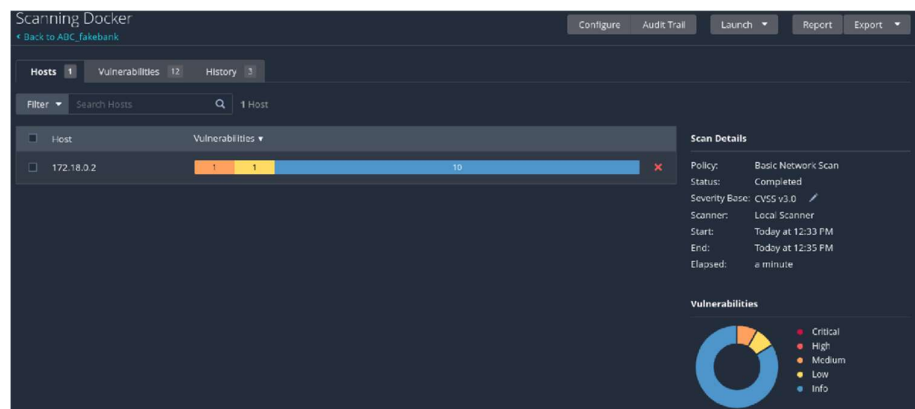 Scanning Docker
Configure Audit Trail Launch Report Export
Back to ABC_fakebank
Hosts 1 Vulnerabilities 12 History 3
Filter Search Hosts 1 Host
Host Vulnerabilities
172.18.0.2 1 1 10
Scan Details
Policy: Basic Network Scan
Status: Completed
Severity Base: CVSS v3.0
Scanner: Local Scanner
Start: Today at 12:33 PM
End: Today at 12:35 PM
Elapsed: a minute
Vulnerabilities
Critical
High
Medium
Low
Info